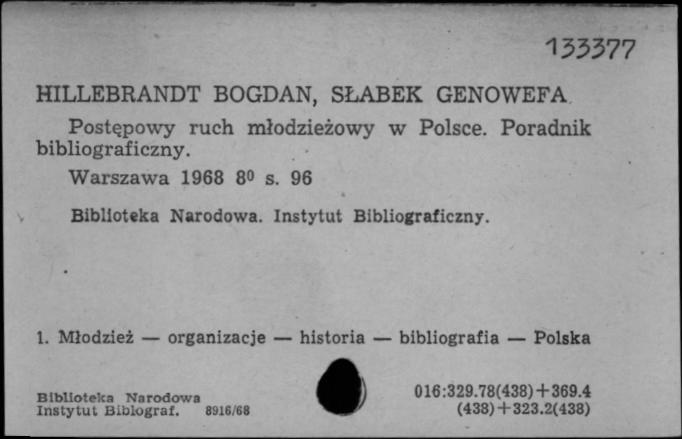 133377
HILLEBRANDT BOGDAN, SŁABEK GENOWEFA
Postępowy ruch młodzieżowy w Polsce. Poradnik
bibliograficzny.
Warszawa 1968 8⁰ s. 96
Biblioteka Narodowa. Instytut Bibliograficzny.
1. Młodzież — organizacje — historia — bibliografia — Polska
Biblioteka Narodowa
Instytut Bibliograf. 8916/68
016:329.78(438)+369.4
(438)+323.2(438)